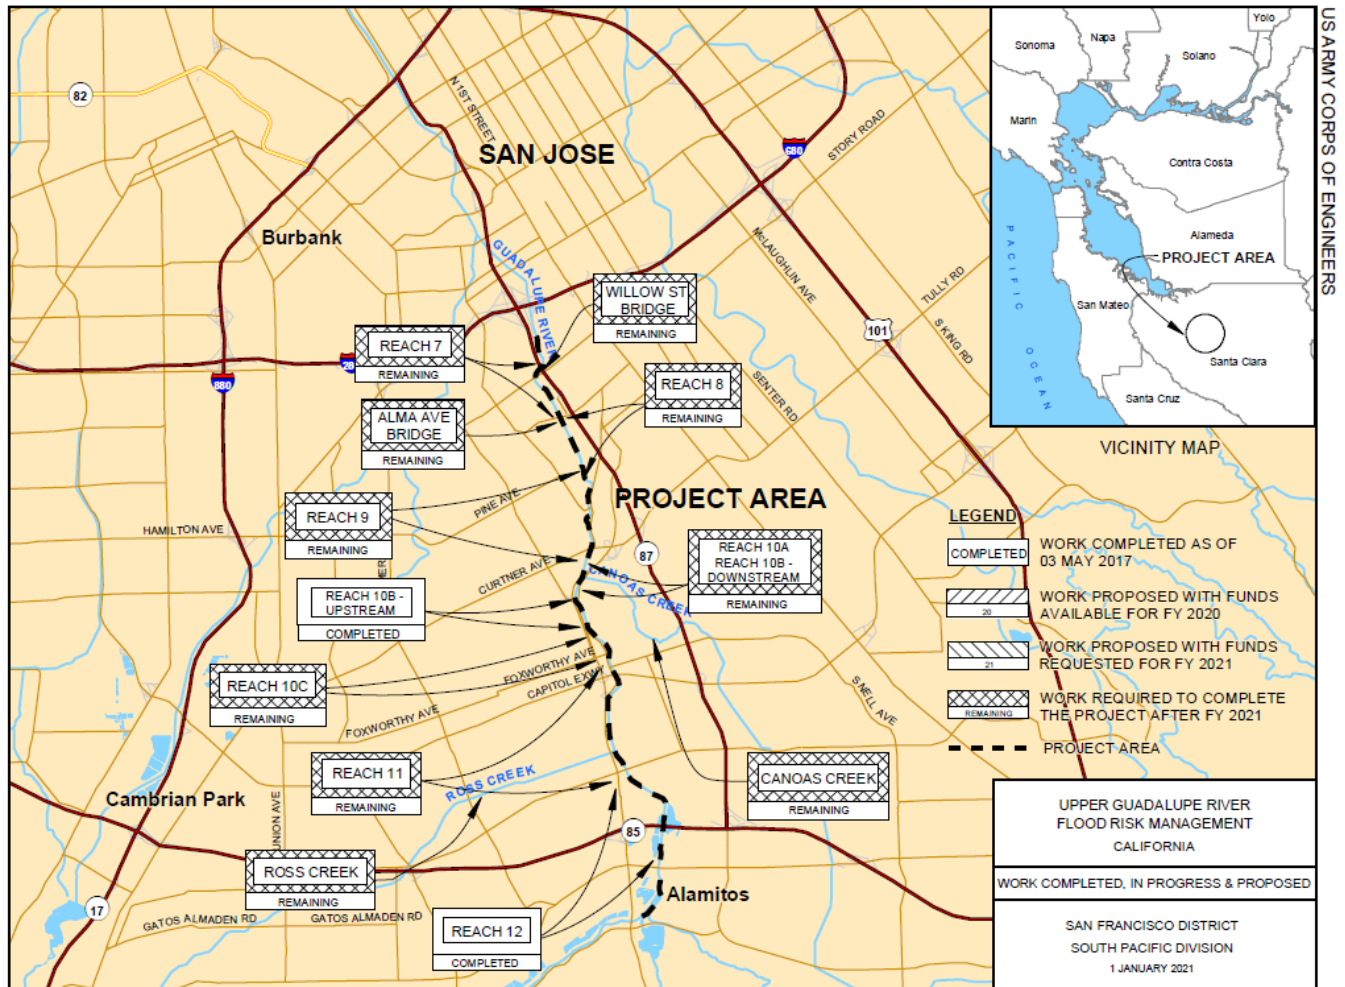 US ARMY CORPS OF ENGINEERS
82
N 1ST STREET
SAN JOSE
680
STORY ROAD
Burbank
GUADALUPE RIVER
McLAUGHLIN AVE
TULLY RD
S KING RD
101
WILLOW ST
BRIDGE
REMAINING
REACH 7
REMAINING
880
REACH 8
REMAINING
SENTER RD
ALMA AVE
BRIDGE
REMAINING
PROJECT AREA
PINE AVE
REACH 9
REMAINING
HAMILTON AVE
87
REACH 10A
REACH 10B -
DOWNSTREAM
REMAINING
CURTNER AVE
CANOAS CREEK
REACH 10B -
UPSTREAM
COMPLETED
FOXWORTHY AVE
CAPITOL EXWY
REACH 10C
REMAINING
FOXWORTHY AVE
S NELL AVE
REACH 11
REMAINING
ROSS CREEK
CANOAS CREEK
REMAINING
Cambrian Park
UNION AVE
85
ROSS CREEK
REMAINING
Alamitos
17
GATOS ALMADEN RD
GATOS ALMADEN RD
REACH 12
COMPLETED
Yolo
Napa
Sonoma
Solano
Marin
Contra Costa
PACIFIC OCEAN
Alameda
PROJECT AREA
San Mateo
Santa Clara
Santa Cruz
VICINITY MAP
LEGEND
COMPLETED
WORK COMPLETED AS OF
03 MAY 2017
20
WORK PROPOSED WITH FUNDS
AVAILABLE FOR FY 2020
21
WORK PROPOSED WITH FUNDS
REQUESTED FOR FY 2021
REMAINING
WORK REQUIRED TO COMPLETE
THE PROJECT AFTER FY 2021
PROJECT AREA
UPPER GUADALUPE RIVER
FLOOD RISK MANAGEMENT
CALIFORNIA
WORK COMPLETED, IN PROGRESS & PROPOSED
SAN FRANCISCO DISTRICT
SOUTH PACIFIC DIVISION
1 JANUARY 2021